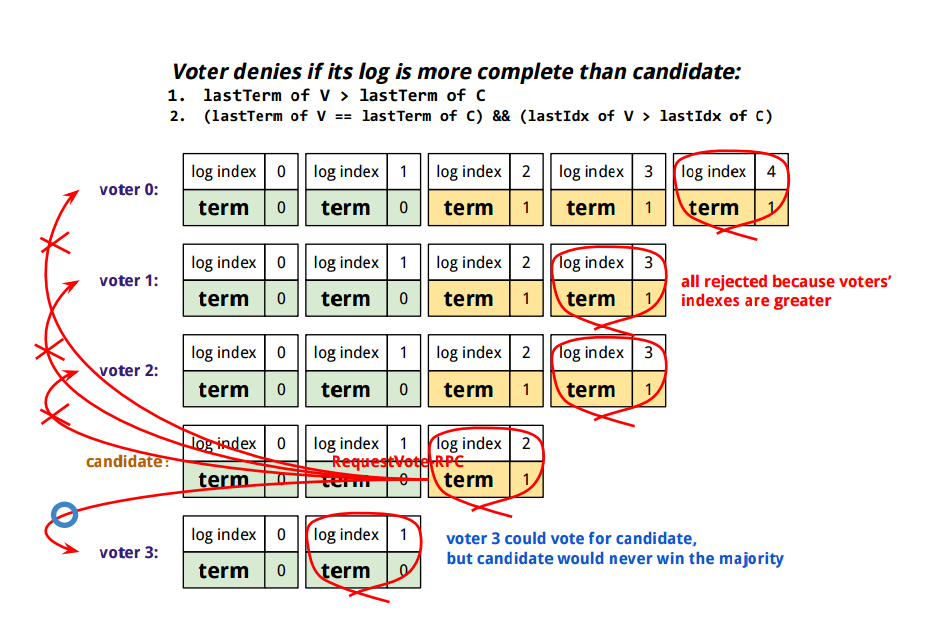 Voter denies if its log is more complete than candidate:
1. lastTerm of V > lastTerm of C
2. (lastTerm of V == lastTerm of C) && (lastIdx of V > lastIdx of C)
log index 0 log index 1 log index 2 log index 3 log index 4
voter 0:
term 0 term 0 term 1 term 1 term 1
log index 0 log index 1 log index 2 log index 3
voter 1:
term 0 term 0 term 1 term 1
all rejected because voters’
indexes are greater
log index 0 log index 1 log index 2 log index 3
voter 2:
term 0 term 0 term 1 term 1
log index 0 log index 1 log index 2
candidate:
RequestVote RPC
term 0 term 0 term 1
log index 0 log index 1
voter 3:
term 0 term 0
voter 3 could vote for candidate,
but candidate would never win the majority